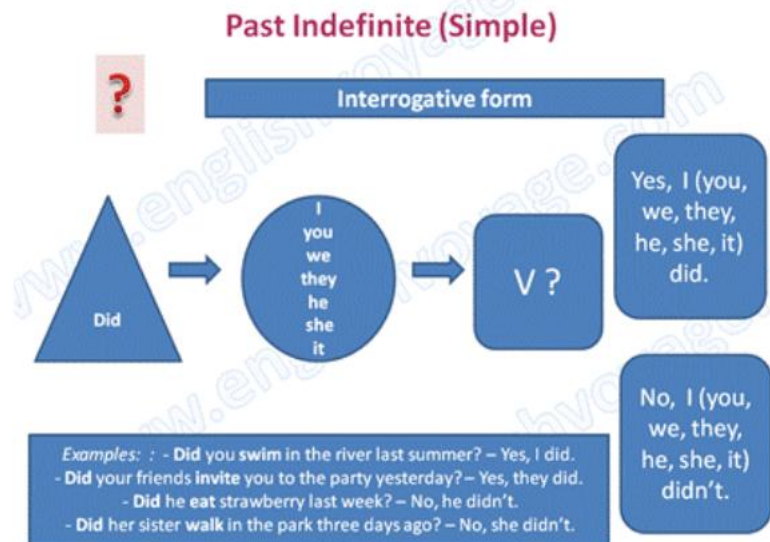 Past Indefinite (Simple)
?
Interrogative form
Did
I
you
we
they
he
she
it
V ?
Yes, I (you,
we, they,
he, she, it)
did.
No, I (you,
we, they,
he, she, it)
didn't.
Examples: : - Did you swim in the river last summer? – Yes, I did.
- Did your friends invite you to the party yesterday? – Yes, they did.
- Did he eat strawberry last week? – No, he didn't.
- Did her sister walk in the park three days ago? – No, she didn't.
www.englishvoyage.com